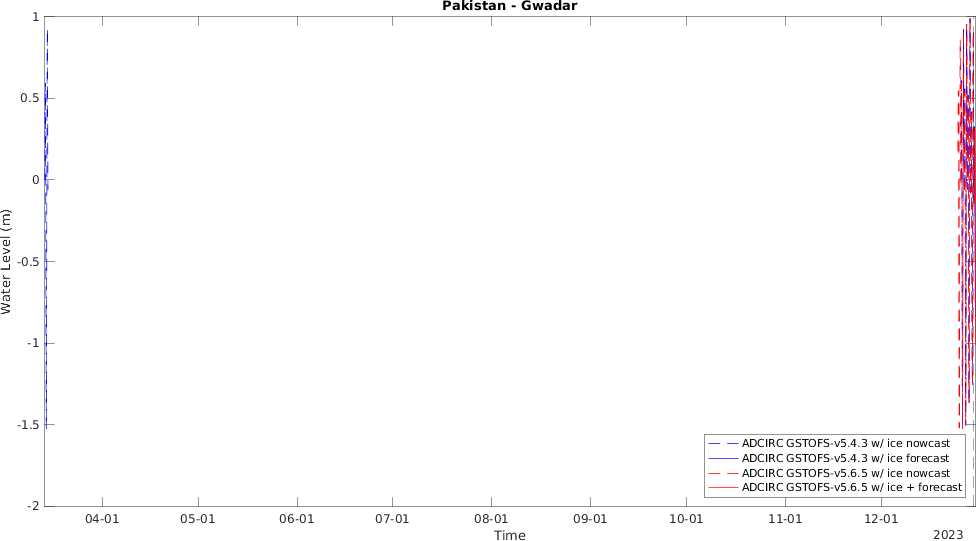 Pakistan - Gwadar
1
0.5
0
-0.5
-1
-1.5
-2
Water Level (m)
ADCIRC GSTOFS-v5.4.3 w/ ice nowcast
ADCIRC GSTOFS-v5.4.3 w/ ice forecast
ADCIRC GSTOFS-v5.6.5 w/ ice nowcast
ADCIRC GSTOFS-v5.6.5 w/ ice + forecast
04-01 05-01 06-01 07-01 08-01 09-01 10-01 11-01 12-01
Time
2023